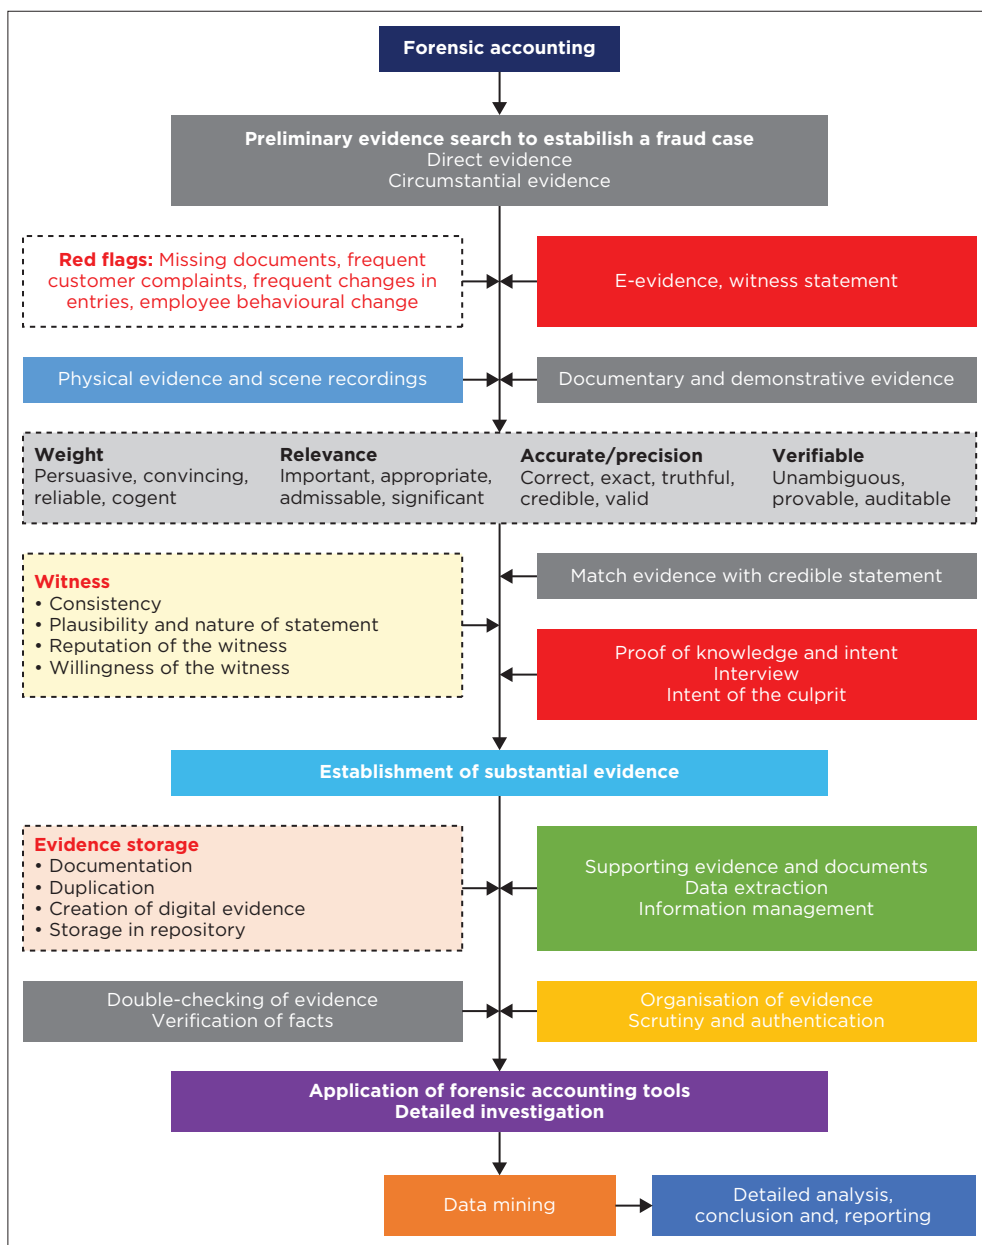 Forensic accounting
Preliminary evidence search to estabilish a fraud case
Direct evidence
Circumstantial evidence
Red flags: Missing documents, frequent
customer complaints, frequent changes in
entries, employee behavioural change
E-evidence, witness statement
Physical evidence and scene recordings
Documentary and demonstrative evidence
Weight
Persuasive, convincing,
reliable, cogent
Relevance
Important, appropriate,
admissable, significant
Accurate/precision
Correct, exact, truthful,
credible, valid
Verifiable
Unambiguous,
provable, auditable
Witness
• Consistency
• Plausibility and nature of statement
• Reputation of the witness
• Willingness of the witness
Match evidence with credible statement
Proof of knowledge and intent
Interview
Intent of the culprit
Establishment of substantial evidence
Evidence storage
• Documentation
• Duplication
• Creation of digital evidence
• Storage in repository
Supporting evidence and documents
Data extraction
Information management
Double-checking of evidence
Verification of facts
Organisation of evidence
Scrutiny and authentication
Application of forensic accounting tools
Detailed investigation
Data mining
Detailed analysis,
conclusion and, reporting